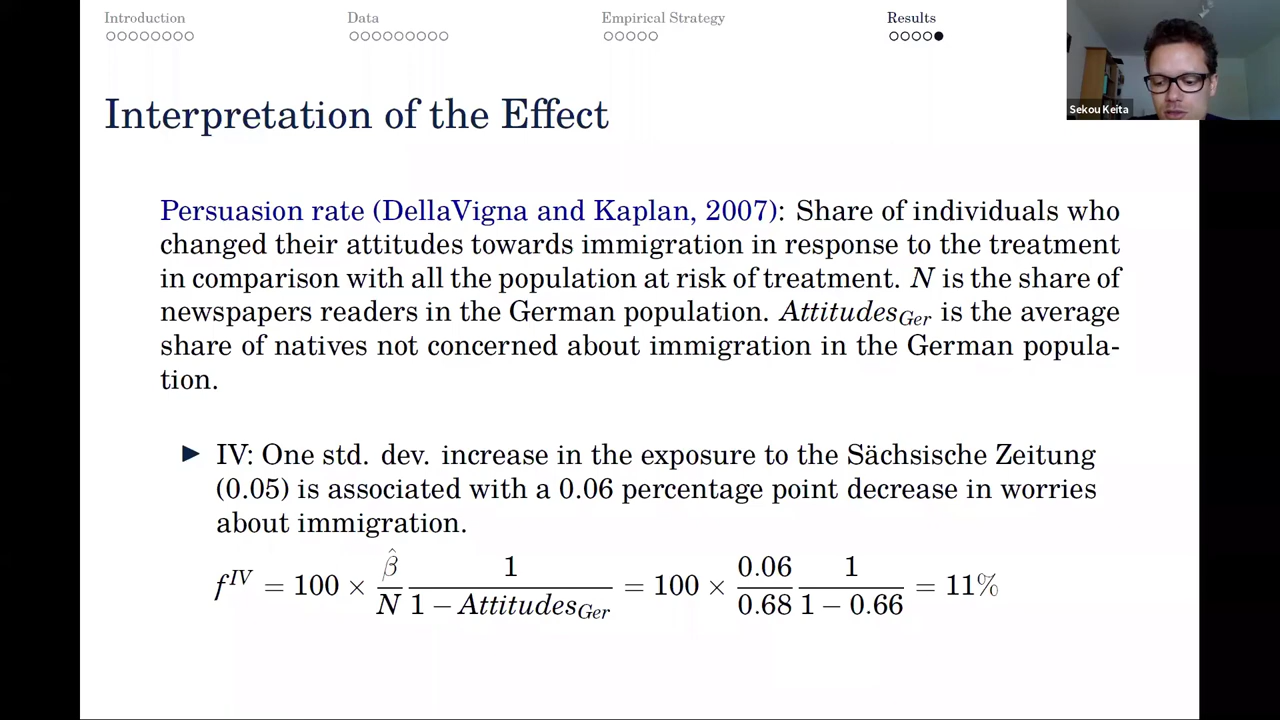 Introduction Data Empirical Strategy Results
Sekou Keita
Interpretation of the Effect
Persuasion rate (DellaVigna and Kaplan, 2007): Share of individuals who
changed their attitudes towards immigration in response to the treatment
in comparison with all the population at risk of treatment. N is the share of
newspapers readers in the German population. Attitudes_Ger is the average
share of natives not concerned about immigration in the German popula-
tion.
▶ IV: One std. dev. increase in the exposure to the Sächsische Zeitung
(0.05) is associated with a 0.06 percentage point decrease in worries
about immigration.
f^IV = 100 × β̂/N 1/(1 − Attitudes_Ger) = 100 × 0.06/0.68 1/(1 − 0.66) = 11%